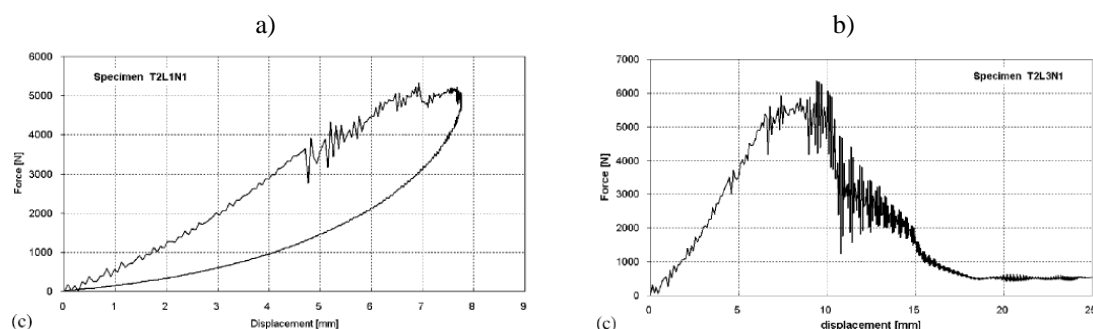 a)
b)
6000
5000
4000
3000
2000
1000
0
Force [N]
Specimen T2L1N1
0 1 2 3 4 5 6 7 8 9
Displacement [mm]
(c)
7000
6000
5000
4000
3000
2000
1000
0
Force [N]
Specimen T2L3N1
0 5 10 15 20 25
displacement [mm]
(c)